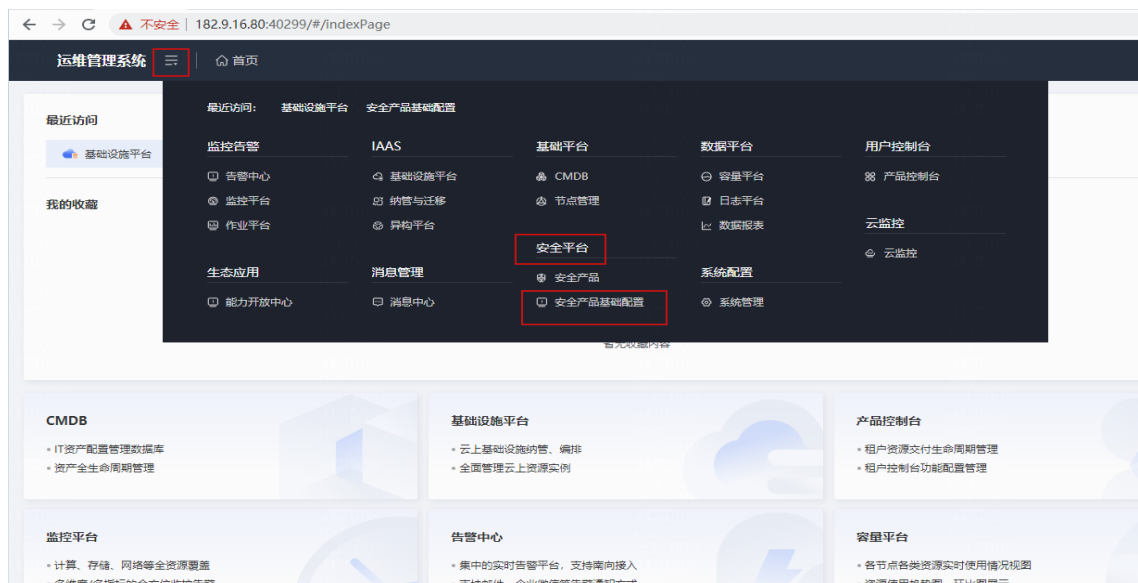 不安全 | 182.9.16.80:40299/#/indexPage
运维管理系统 首页
最近访问
基础设施平台
我的收藏
最近访问: 基础设施平台 安全产品基础配置
监控告警 IAAS 基础平台 数据平台 用户控制台
告警中心 基础设施平台 CMDB 容量平台 产品控制台
监控平台 纳管与迁移 节点管理 日志平台
作业平台 异构平台 数据报表 云监控
安全平台 云监控
生态应用 消息管理 安全产品 系统配置
能力开放中心 消息中心 安全产品基础配置 系统管理
暂无收藏内容
CMDB
• IT资产配置管理数据库
• 资产全生命周期管理
基础设施平台
• 云上基础设施纳管、编排
• 全面管理云上资源实例
产品控制台
• 租户资源交付生命周期管理
• 租户控制台功能配置管理
监控平台
• 计算、存储、网络等全资源覆盖
告警中心
• 集中的实时告警平台，支持南向接入
容量平台
• 各节点各类资源实时使用情况视图